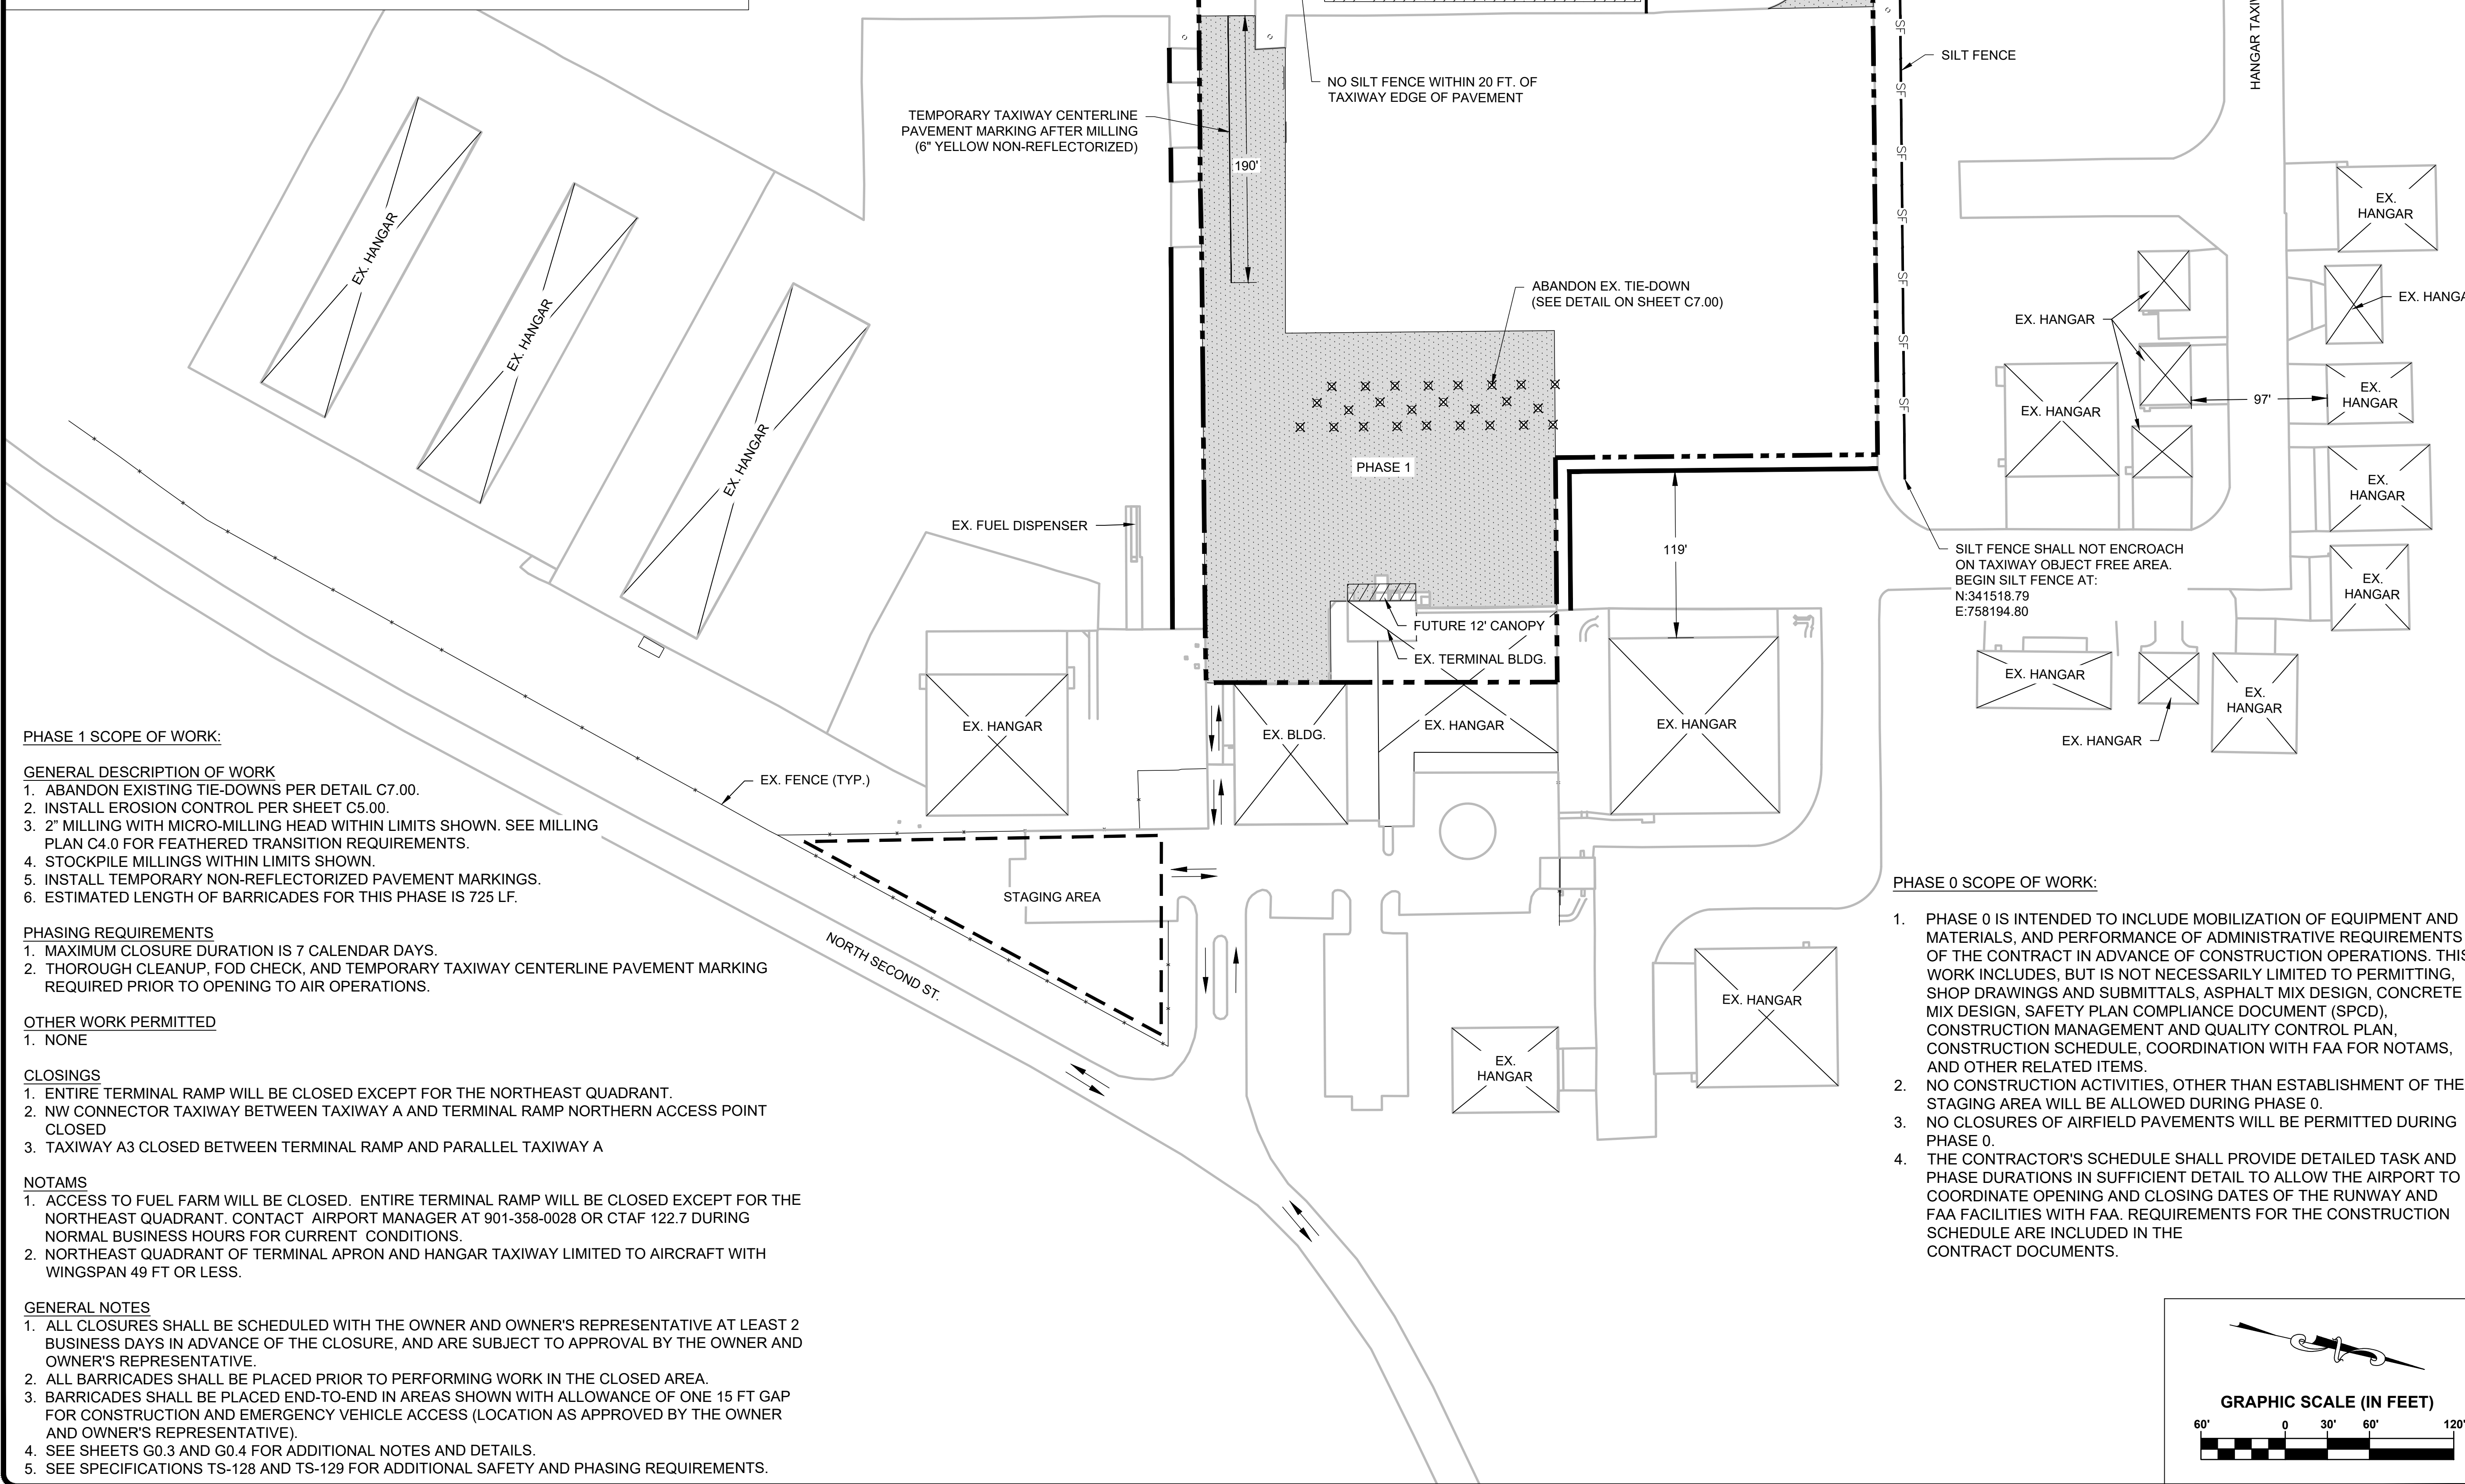 HANGAR
SILT FENCE
NO SILT FENCE WITHIN 20 FT. OF
TAXIWAY EDGE OF PAVEMENT
TEMPORARY TAXIWAY CENTERLINE
PAVEMENT MARKING AFTER MILLING
(6" YELLOW NON-REFLECTORIZED)
190'
SF
SF
SF
SF
SF
SF
SF
EX.
HANGAR
EX. HANGAR
EX. HANGAR
EX. HANGAR
ABANDON EX. TIE-DOWN
(SEE DETAIL ON SHEET C7.00)
EX.
EX. HANGAR
EX. HANGAR
97'
EX.
HANGAR
PHASE 1
EX.
HANGAR
EX. FUEL DISPENSER
119'
SILT FENCE SHALL NOT ENCROACH
ON TAXIWAY OBJECT FREE AREA.
BEGIN SILT FENCE AT:
N:341518.79
E:758194.80
EX.
HANGAR
FUTURE 12' CANOPY
EX. TERMINAL BLDG.
EX. HANGAR
EX.
HANGAR
EX. HANGAR
EX. HANGAR
EX. BLDG.
EX. HANGAR
EX. HANGAR
EX. FENCE (TYP.)
STAGING AREA
NORTH SECOND ST.
EX. HANGAR
EX.
HANGAR
PHASE 1 SCOPE OF WORK:
GENERAL DESCRIPTION OF WORK
1. ABANDON EXISTING TIE-DOWNS PER DETAIL C7.00.
2. INSTALL EROSION CONTROL PER SHEET C5.00.
3. 2” MILLING WITH MICRO-MILLING HEAD WITHIN LIMITS SHOWN. SEE MILLING
PLAN C4.0 FOR FEATHERED TRANSITION REQUIREMENTS.
4. STOCKPILE MILLINGS WITHIN LIMITS SHOWN.
5. INSTALL TEMPORARY NON-REFLECTORIZED PAVEMENT MARKINGS.
6. ESTIMATED LENGTH OF BARRICADES FOR THIS PHASE IS 725 LF.
PHASING REQUIREMENTS
1. MAXIMUM CLOSURE DURATION IS 7 CALENDAR DAYS.
2. THOROUGH CLEANUP, FOD CHECK, AND TEMPORARY TAXIWAY CENTERLINE PAVEMENT MARKING
REQUIRED PRIOR TO OPENING TO AIR OPERATIONS.
OTHER WORK PERMITTED
1. NONE
CLOSINGS
1. ENTIRE TERMINAL RAMP WILL BE CLOSED EXCEPT FOR THE NORTHEAST QUADRANT.
2. NW CONNECTOR TAXIWAY BETWEEN TAXIWAY A AND TERMINAL RAMP NORTHERN ACCESS POINT
CLOSED
3. TAXIWAY A3 CLOSED BETWEEN TERMINAL RAMP AND PARALLEL TAXIWAY A
NOTAMS
1. ACCESS TO FUEL FARM WILL BE CLOSED. ENTIRE TERMINAL RAMP WILL BE CLOSED EXCEPT FOR THE
NORTHEAST QUADRANT. CONTACT AIRPORT MANAGER AT 901-358-0028 OR CTAF 122.7 DURING
NORMAL BUSINESS HOURS FOR CURRENT CONDITIONS.
2. NORTHEAST QUADRANT OF TERMINAL APRON AND HANGAR TAXIWAY LIMITED TO AIRCRAFT WITH
WINGSPAN 49 FT OR LESS.
GENERAL NOTES
1. ALL CLOSURES SHALL BE SCHEDULED WITH THE OWNER AND OWNER'S REPRESENTATIVE AT LEAST 2
BUSINESS DAYS IN ADVANCE OF THE CLOSURE, AND ARE SUBJECT TO APPROVAL BY THE OWNER AND
OWNER'S REPRESENTATIVE.
2. ALL BARRICADES SHALL BE PLACED PRIOR TO PERFORMING WORK IN THE CLOSED AREA.
3. BARRICADES SHALL BE PLACED END-TO-END IN AREAS SHOWN WITH ALLOWANCE OF ONE 15 FT GAP
FOR CONSTRUCTION AND EMERGENCY VEHICLE ACCESS (LOCATION AS APPROVED BY THE OWNER
AND OWNER'S REPRESENTATIVE).
4. SEE SHEETS G0.3 AND G0.4 FOR ADDITIONAL NOTES AND DETAILS.
5. SEE SPECIFICATIONS TS-128 AND TS-129 FOR ADDITIONAL SAFETY AND PHASING REQUIREMENTS.
PHASE 0 SCOPE OF WORK:
1. PHASE 0 IS INTENDED TO INCLUDE MOBILIZATION OF EQUIPMENT AND
MATERIALS, AND PERFORMANCE OF ADMINISTRATIVE REQUIREMENTS
OF THE CONTRACT IN ADVANCE OF CONSTRUCTION OPERATIONS.
WORK INCLUDES, BUT IS NOT NECESSARILY LIMITED TO PERMITTING,
SHOP DRAWINGS AND SUBMITTALS, ASPHALT MIX DESIGN, CONCRETE
MIX DESIGN, SAFETY PLAN COMPLIANCE DOCUMENT (SPCD),
CONSTRUCTION MANAGEMENT AND QUALITY CONTROL PLAN,
CONSTRUCTION SCHEDULE, COORDINATION WITH FAA FOR NOTAMS,
AND OTHER RELATED ITEMS.
2. NO CONSTRUCTION ACTIVITIES, OTHER THAN ESTABLISHMENT OF THE
STAGING AREA WILL BE ALLOWED DURING PHASE 0.
3. NO CLOSURES OF AIRFIELD PAVEMENTS WILL BE PERMITTED DURING
PHASE 0.
4. THE CONTRACTOR'S SCHEDULE SHALL PROVIDE DETAILED TASK AND
PHASE DURATIONS IN SUFFICIENT DETAIL TO ALLOW THE AIRPORT TO
COORDINATE OPENING AND CLOSING DATES OF THE RUNWAY AND
FAA FACILITIES WITH FAA. REQUIREMENTS FOR THE CONSTRUCTION
SCHEDULE ARE INCLUDED IN THE
CONTRACT DOCUMENTS.
GRAPHIC SCALE (IN FEET)
60' 0 30' 60' 120'